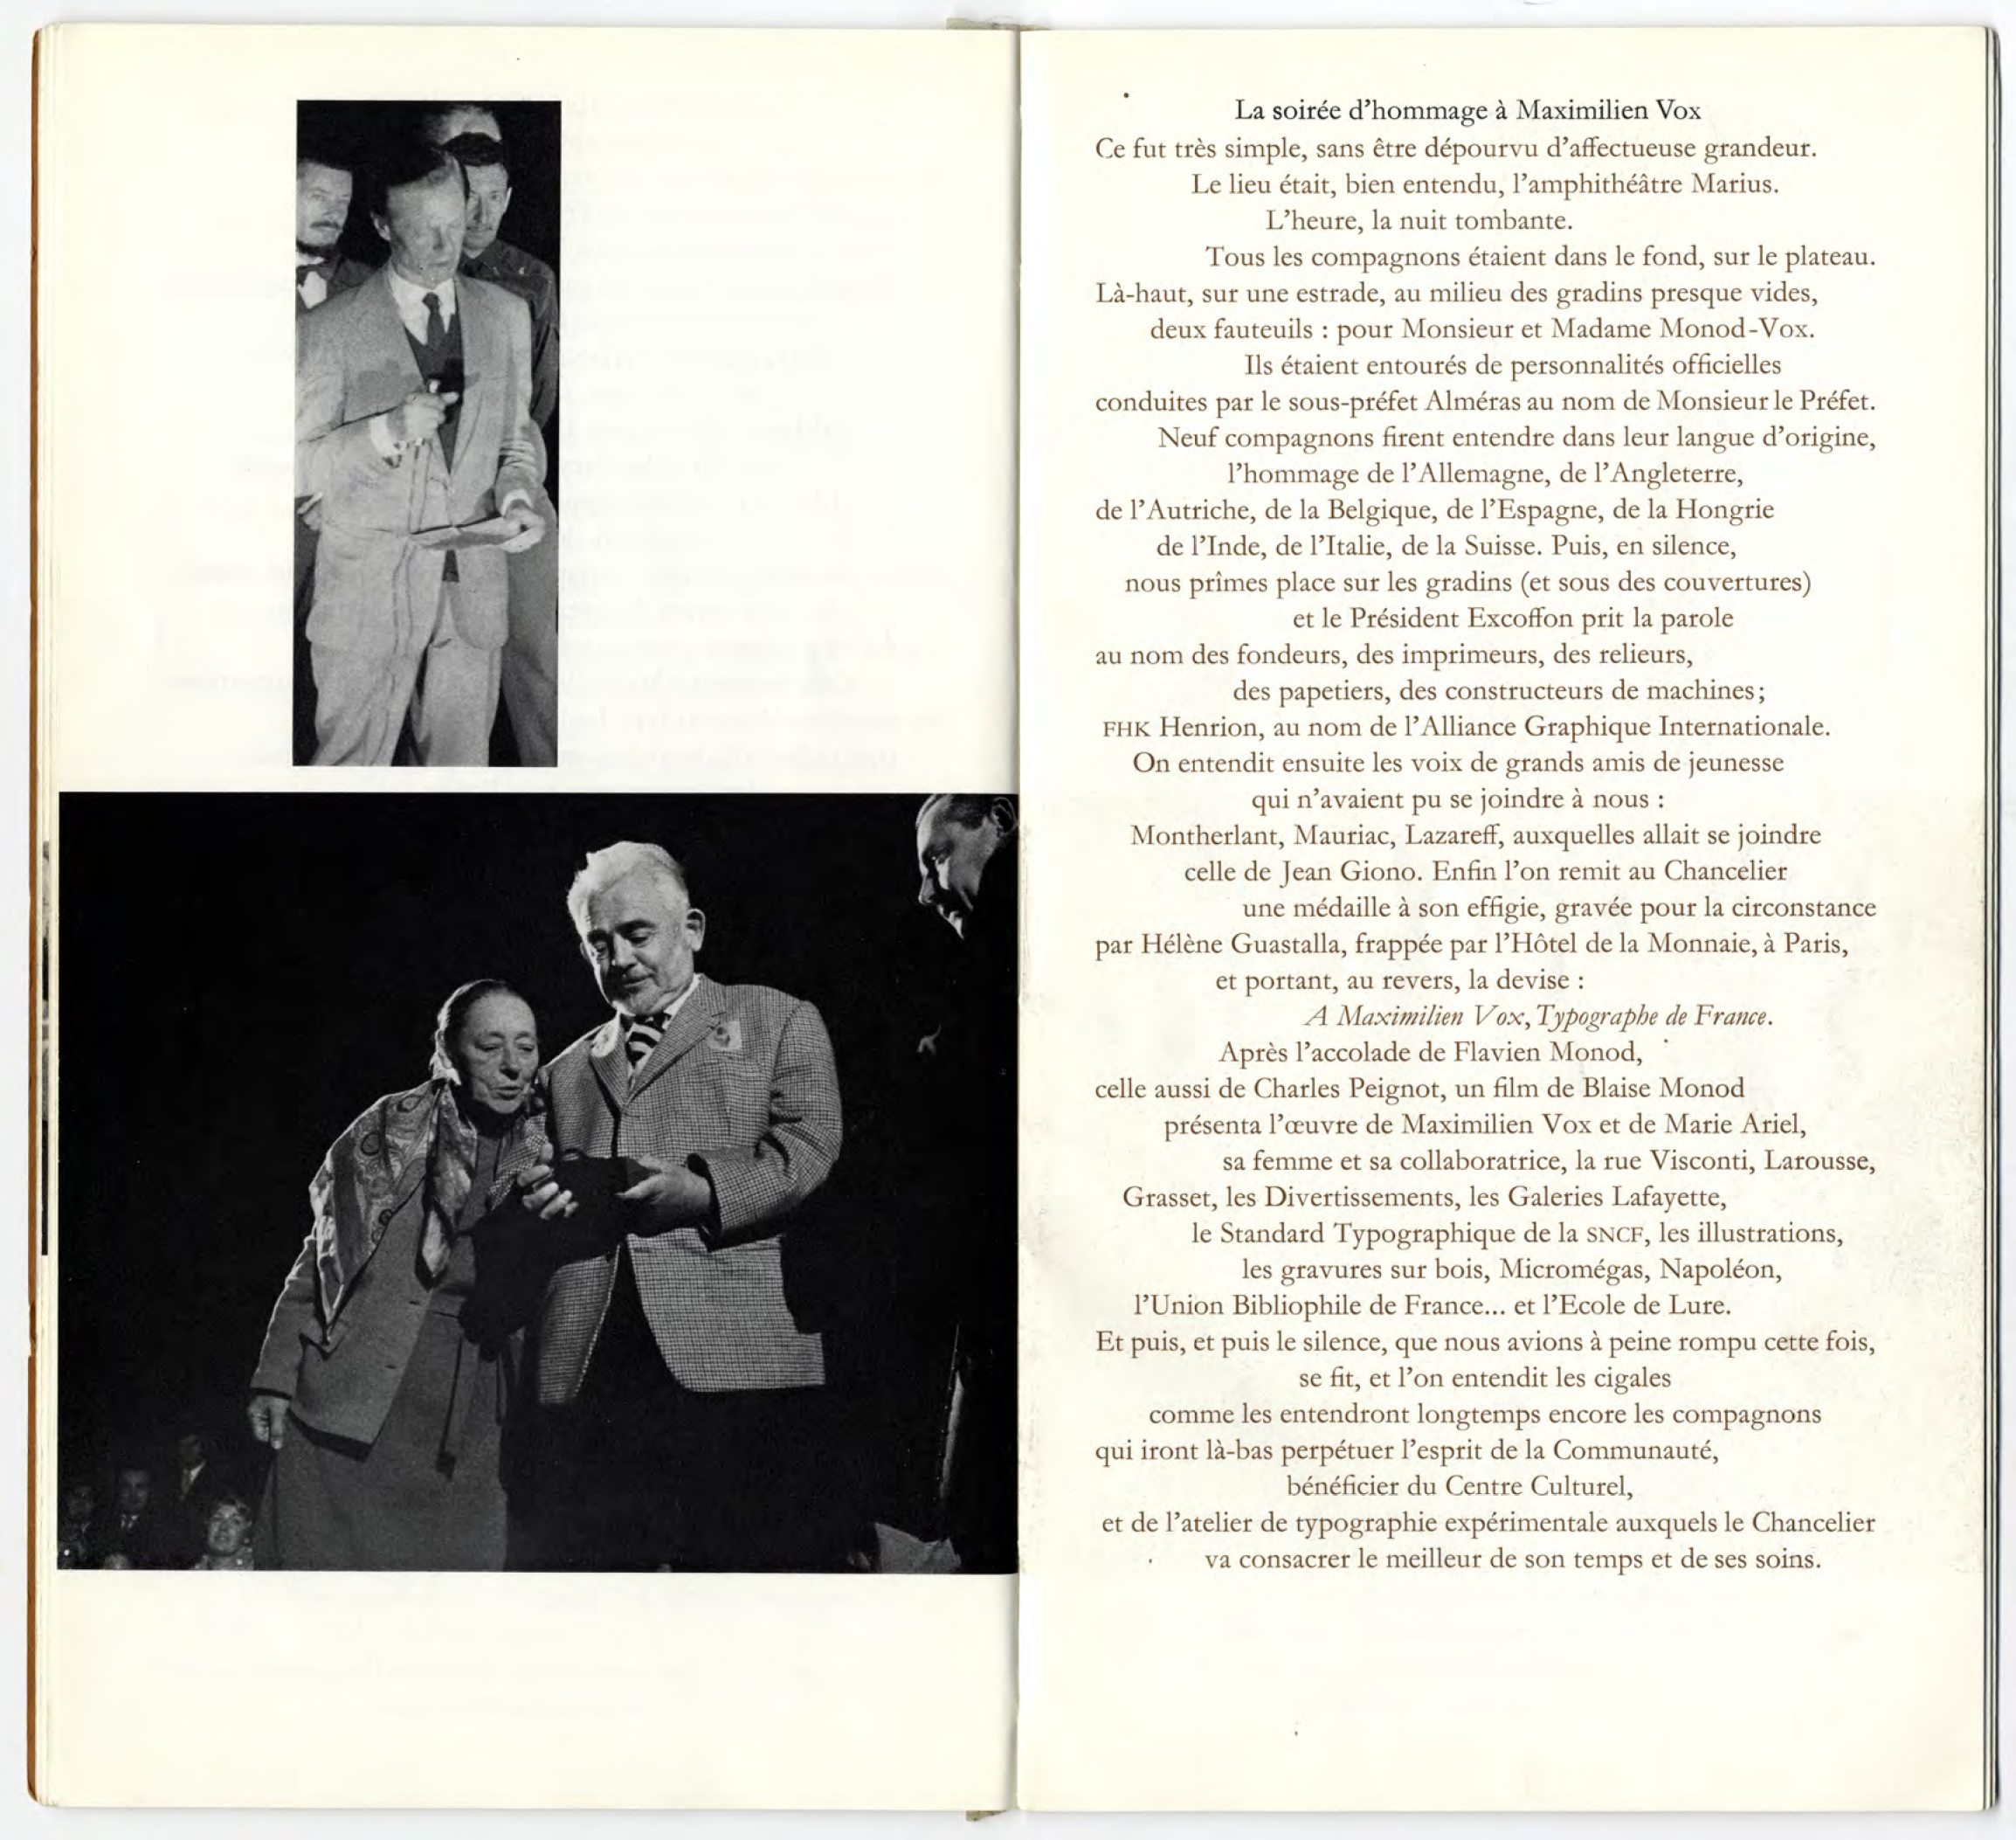 La soirée d'hommage à Maximilien Vox
Ce fut très simple, sans être dépourvu d'affectueuse grandeur.
Le lieu était, bien entendu, l'amphithéâtre Marius.
L'heure, la nuit tombante.
Tous les compagnons étaient dans le fond, sur le plateau.
Là-haut, sur une estrade, au milieu des gradins presque vides,
deux fauteuils : pour Monsieur et Madame Monod-Vox.
Ils étaient entourés de personnalités officielles
conduites par le sous-préfet Alméras au nom de Monsieur le Préfet.
Neuf compagnons firent entendre dans leur langue d'origine,
l'hommage de l'Allemagne, de l'Angleterre,
de l'Autriche, de la Belgique, de l'Espagne, de la Hongrie
de l'Inde, de l'Italie, de la Suisse. Puis, en silence,
nous prîmes place sur les gradins (et sous des couvertures)
et le Président Excoffon prit la parole
au nom des fondeurs, des imprimeurs, des relieurs,
des papetiers, des constructeurs de machines;
FHK Henrion, au nom de l'Alliance Graphique Internationale.
On entendit ensuite les voix de grands amis de jeunesse
qui n'avaient pu se joindre à nous :
Montherlant, Mauriac, Lazareff, auxquelles allait se joindre
celle de Jean Giono. Enfin l'on remit au Chancelier
une médaille à son effigie, gravée pour la circonstance
par Hélène Guastalla, frappée par l'Hôtel de la Monnaie, à Paris,
et portant, au revers, la devise :
A Maximilien Vox, Typographe de France.
Après l'accolade de Flavien Monod,
celle aussi de Charles Peignot, un film de Blaise Monod
présenta l'œuvre de Maximilien Vox et de Marie Ariel,
sa femme et sa collaboratrice, la rue Visconti, Larousse,
Grasset, les Divertissements, les Galeries Lafayette,
le Standard Typographique de la SNCF, les illustrations,
les gravures sur bois, Micromégas, Napoléon,
l'Union Bibliophile de France... et l'Ecole de Lure.
Et puis, et puis le silence, que nous avions à peine rompu cette fois,
se fit, et l'on entendit les cigales
comme les entendront longtemps encore les compagnons
qui iront là-bas perpétuer l'esprit de la Communauté,
bénéficier du Centre Culturel,
et de l'atelier de typographie expérimentale auxquels le Chancelier
va consacrer le meilleur de son temps et de ses soins.